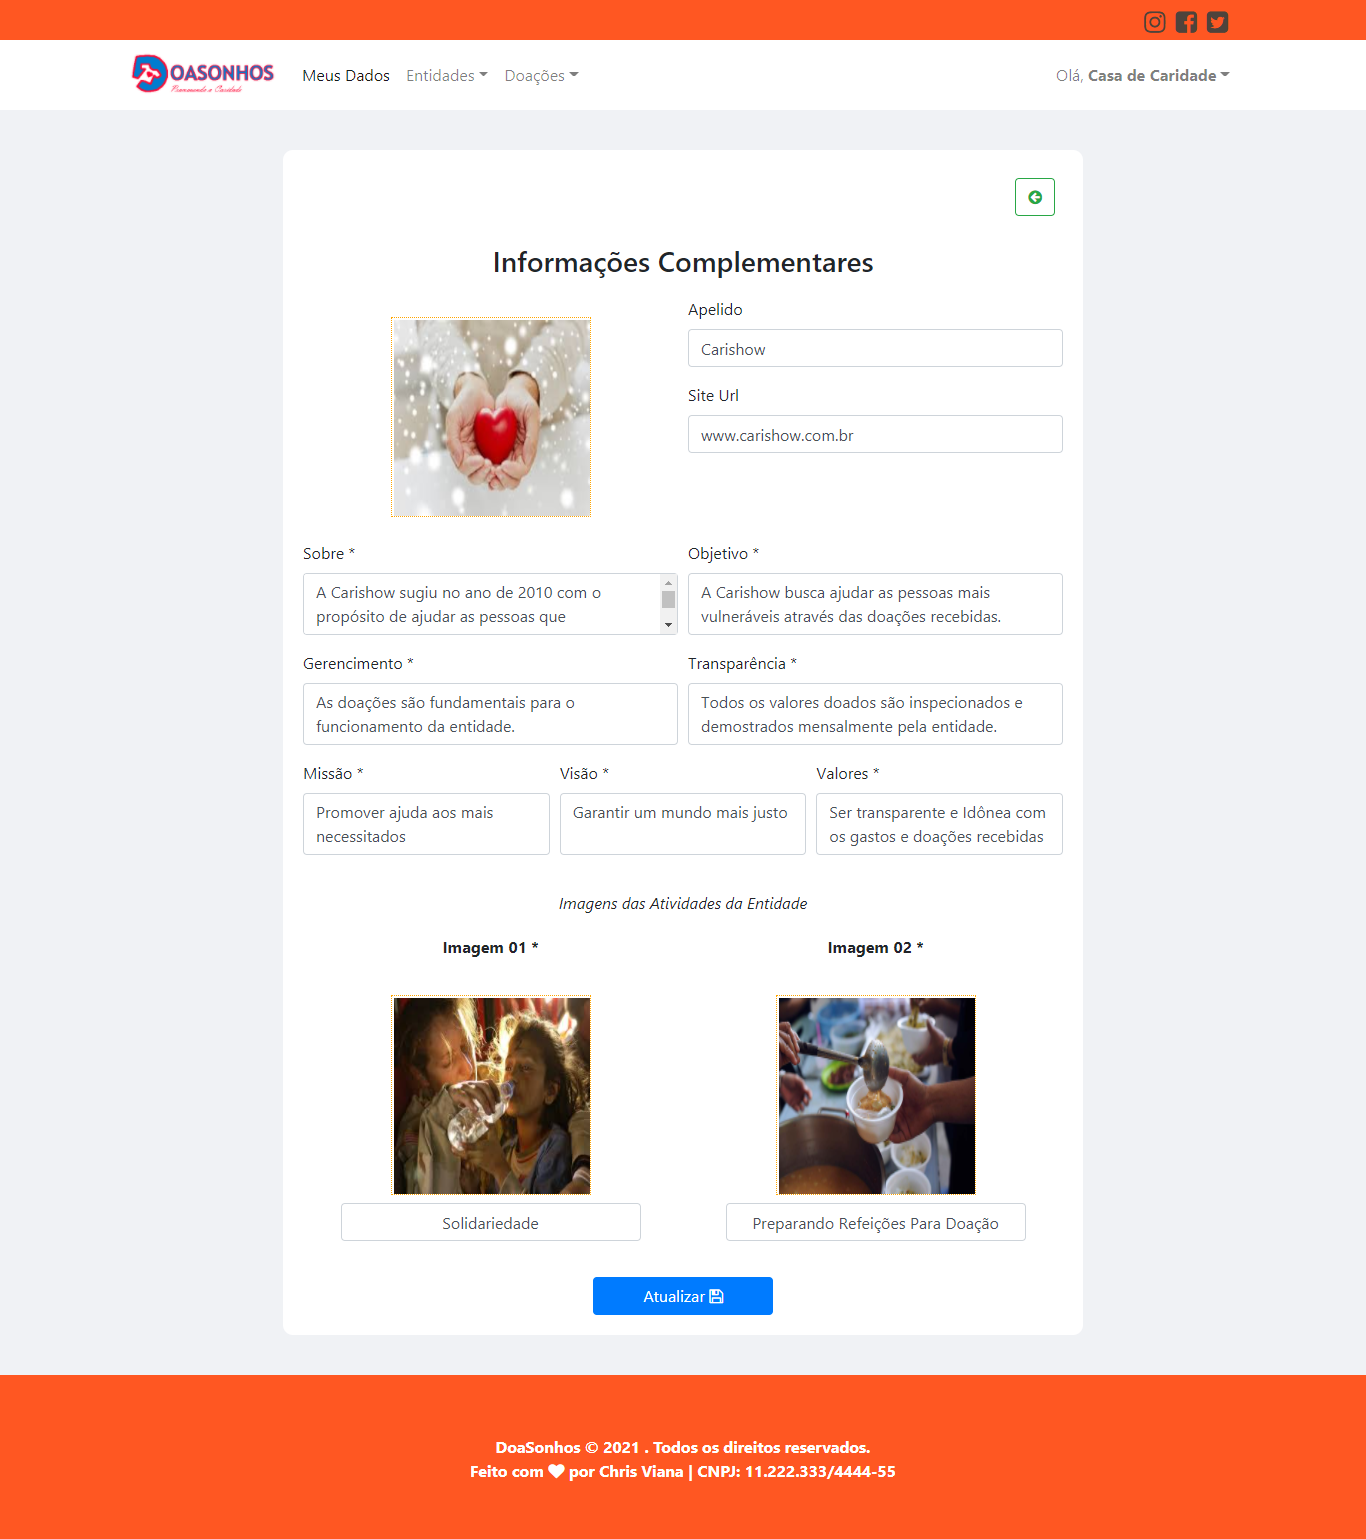 OASONHOS
Promovendo a Caridade
Meus Dados
Entidades
Doações
Olá, Casa de Caridade
Informações Complementares
Apelido
Carishow
Site Url
www.carishow.com.br
Sobre *
A Carishow sugiu no ano de 2010 com o
propósito de ajudar as pessoas que
Objetivo *
A Carishow busca ajudar as pessoas mais
vulneráveis através das doações recebidas.
Gerencimento *
As doações são fundamentais para o
funcionamento da entidade.
Transparência *
Todos os valores doados são inspecionados e
demostrados mensalmente pela entidade.
Missão *
Promover ajuda aos mais
necessitados
Visão *
Garantir um mundo mais justo
Valores *
Ser transparente e Idônea com
os gastos e doações recebidas
Imagens das Atividades da Entidade
Imagem 01 *
Imagem 02 *
Solidariedade
Preparando Refeições Para Doação
Atualizar
DoaSonhos © 2021 . Todos os direitos reservados.
Feito com ♥ por Chris Viana | CNPJ: 11.222.333/4444-55